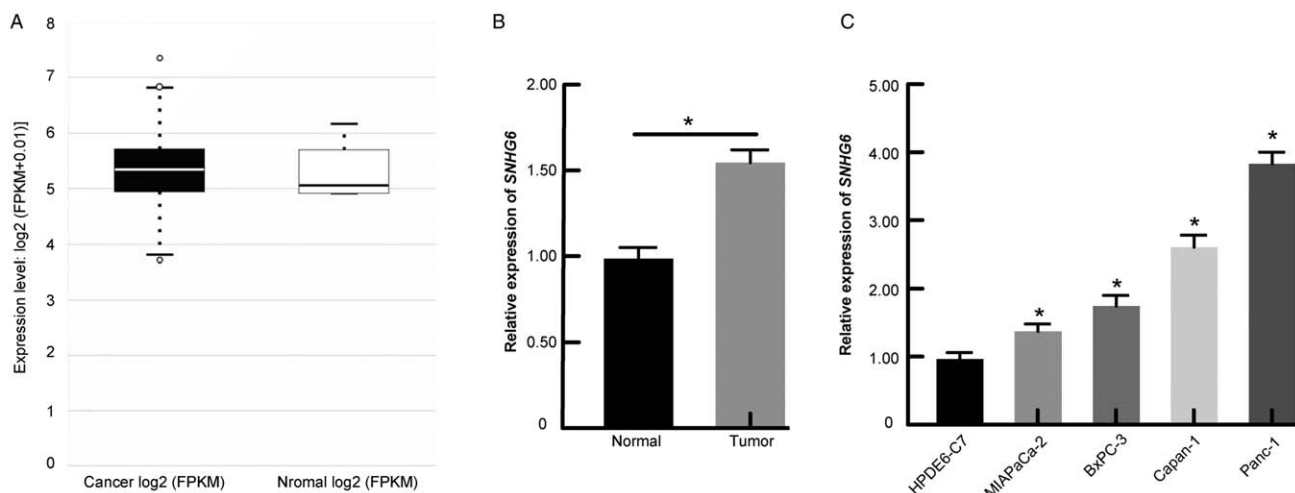 A
Expression level: log2 (FPKM+0.01)]
8
7
6
5
4
3
2
1
0
Cancer log2 (FPKM)
Nromal log2 (FPKM)
B
Relative expression of SNHG6
2.00
1.50
1.00
0.50
0
*
Normal
Tumor
C
Relative expression of SNHG6
5.00
4.00
3.00
2.00
1.00
0.00
*
*
*
*
HPDE6-C7
MIAPaCa-2
BxPC-3
Capan-1
Panc-1